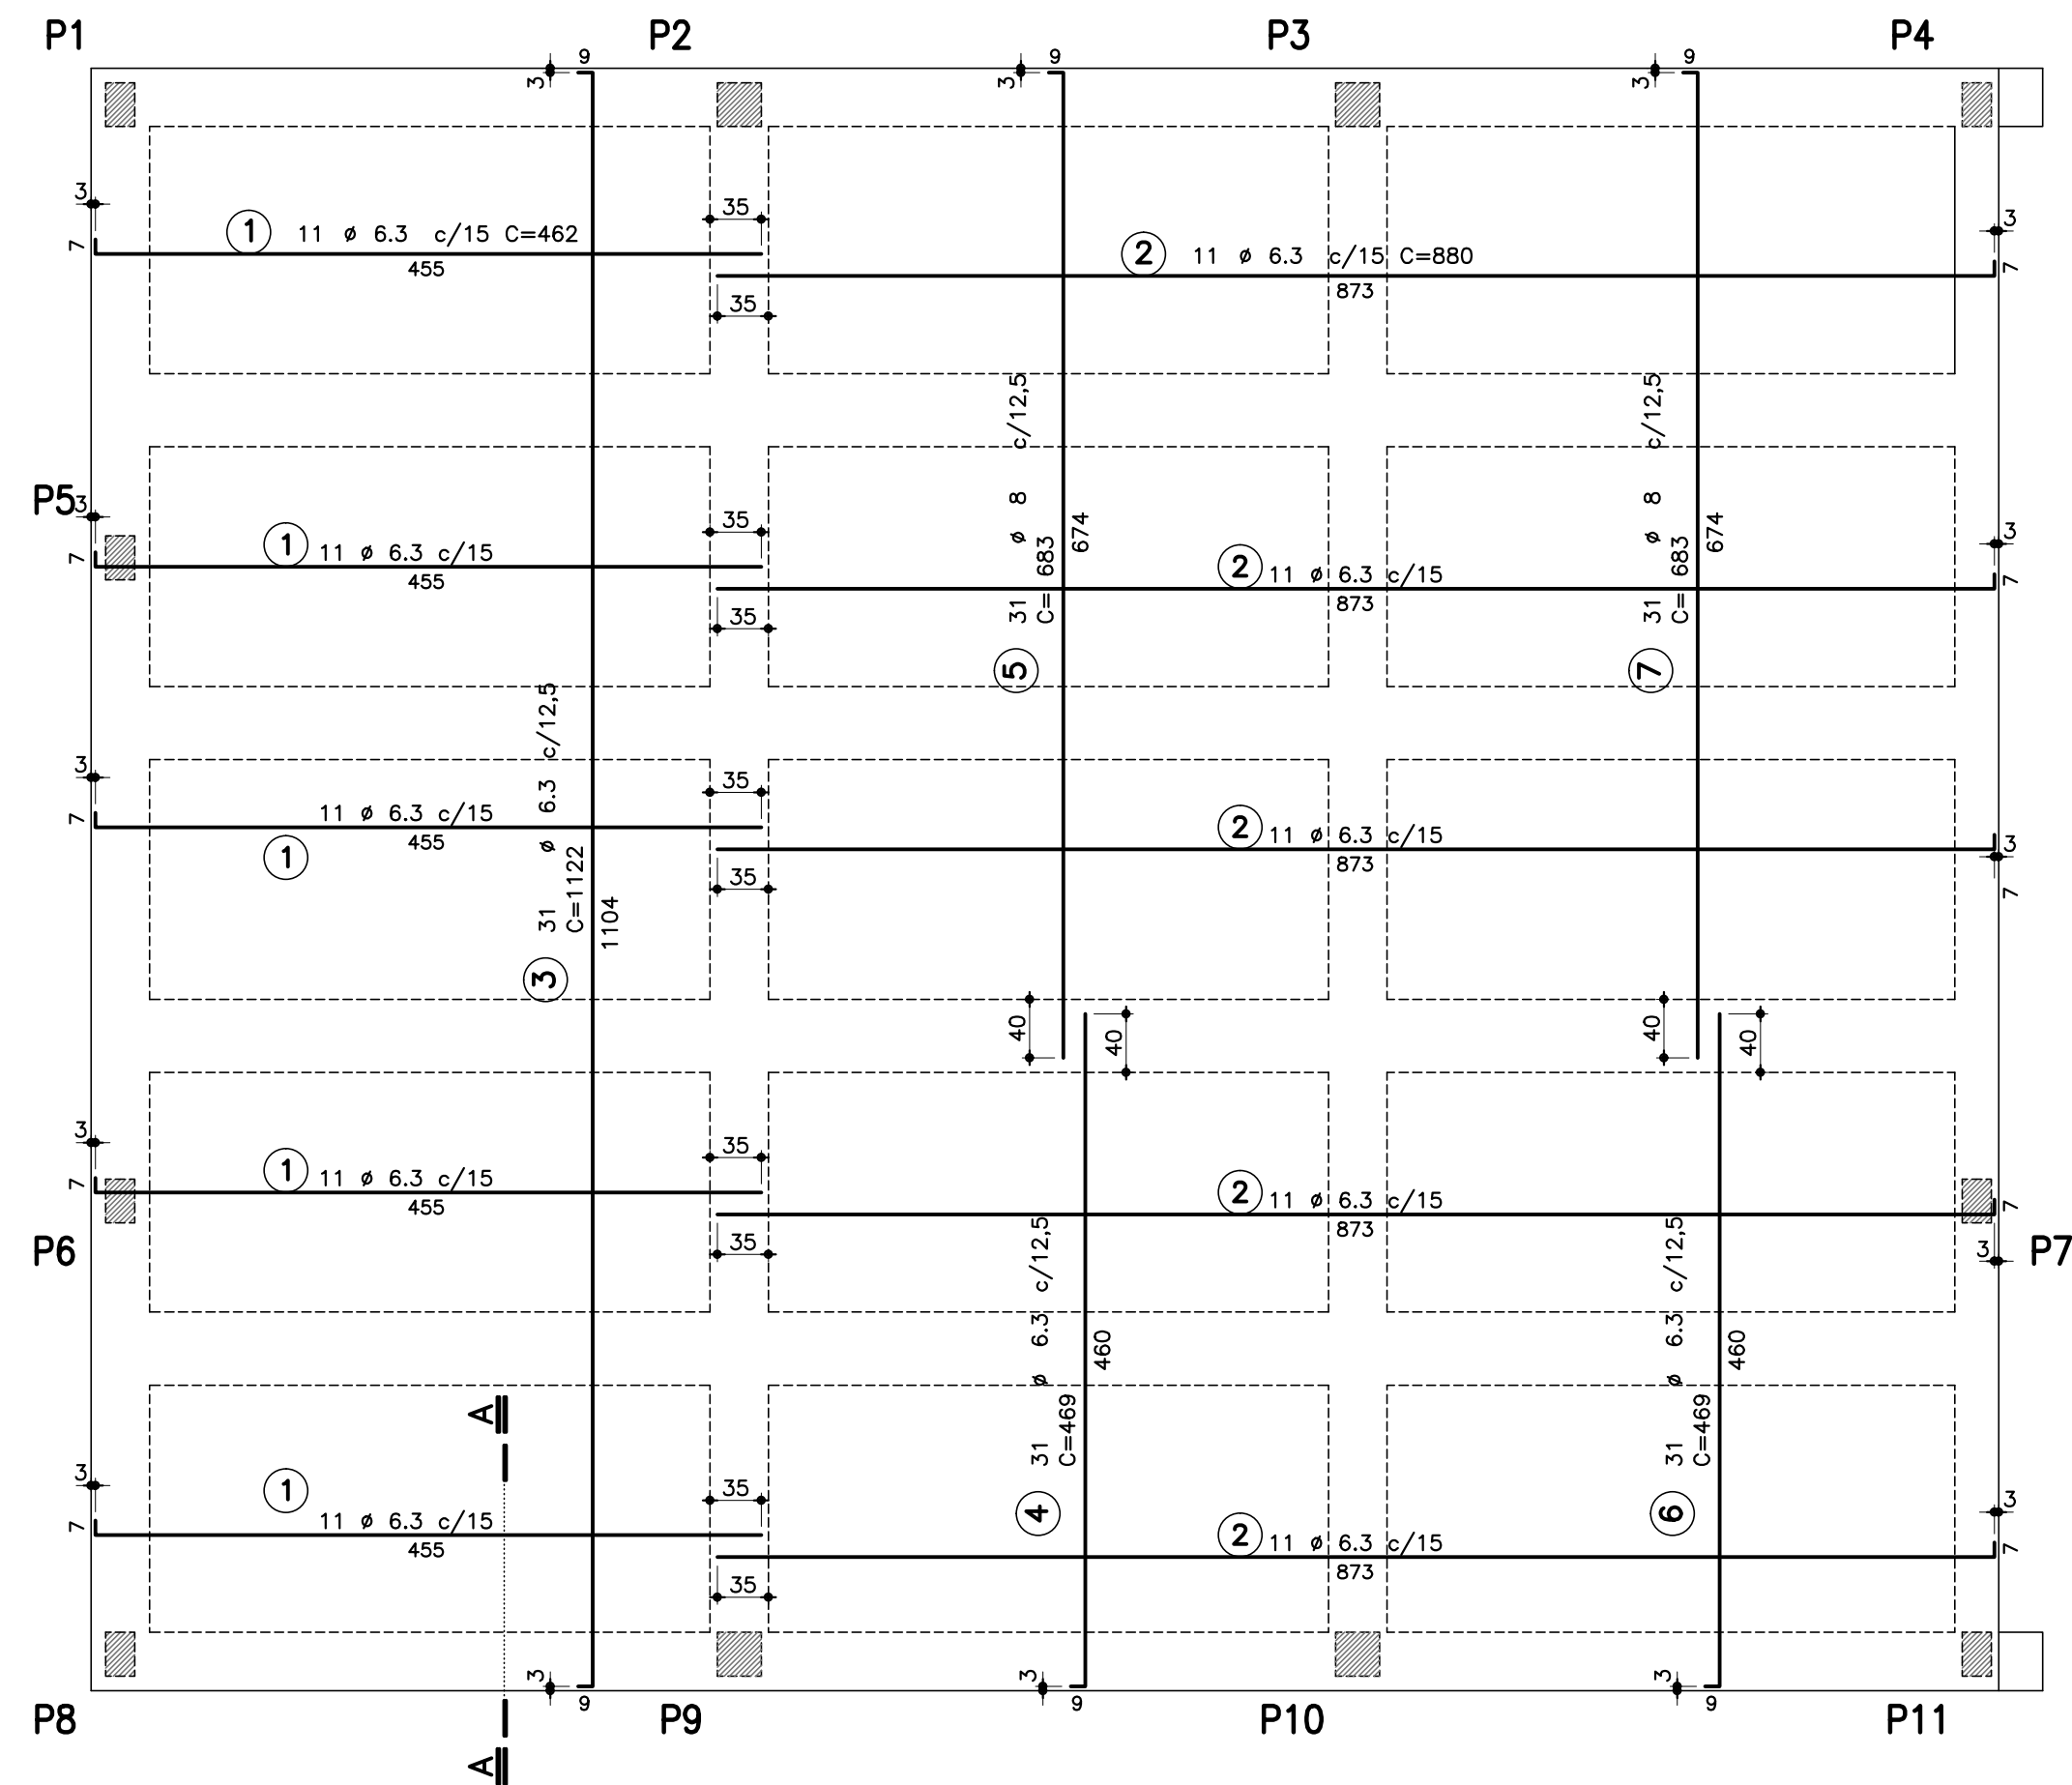 P1
P2
P3
P4
9
3
9
3
9
3
3
7
1 11 ø 6.3 c/15 C=462
455
35
35
2 11 ø 6.3 c/15 C=880
873
3
7
P5
3
7
1 11 ø 6.3 c/15
455
35
35
2 11 ø 6.3 c/15
873
3
7
5 31 ø 8 c/12,5
C= 683
674
7 31 ø 8 c/12,5
C= 683
674
3
7
11 ø 6.3 c/15
455
1
35
35
2 11 ø 6.3 c/15
873
3
7
3 31 ø 6.3 c/12,5
C=1122
1104
40
40
40
40
3
7
1 11 ø 6.3 c/15
455
35
35
2 11 ø 6.3 c/15
873
7
3
P6
P7
4 31 ø 6.3 c/12,5
C=469
460
6 31 ø 6.3 c/12,5
C=469
460
A
3
7
1
11 ø 6.3 c/15
455
35
35
2 11 ø 6.3 c/15
873
3
7
3
9
3
9
3
9
P8
P9
P10
P11
A